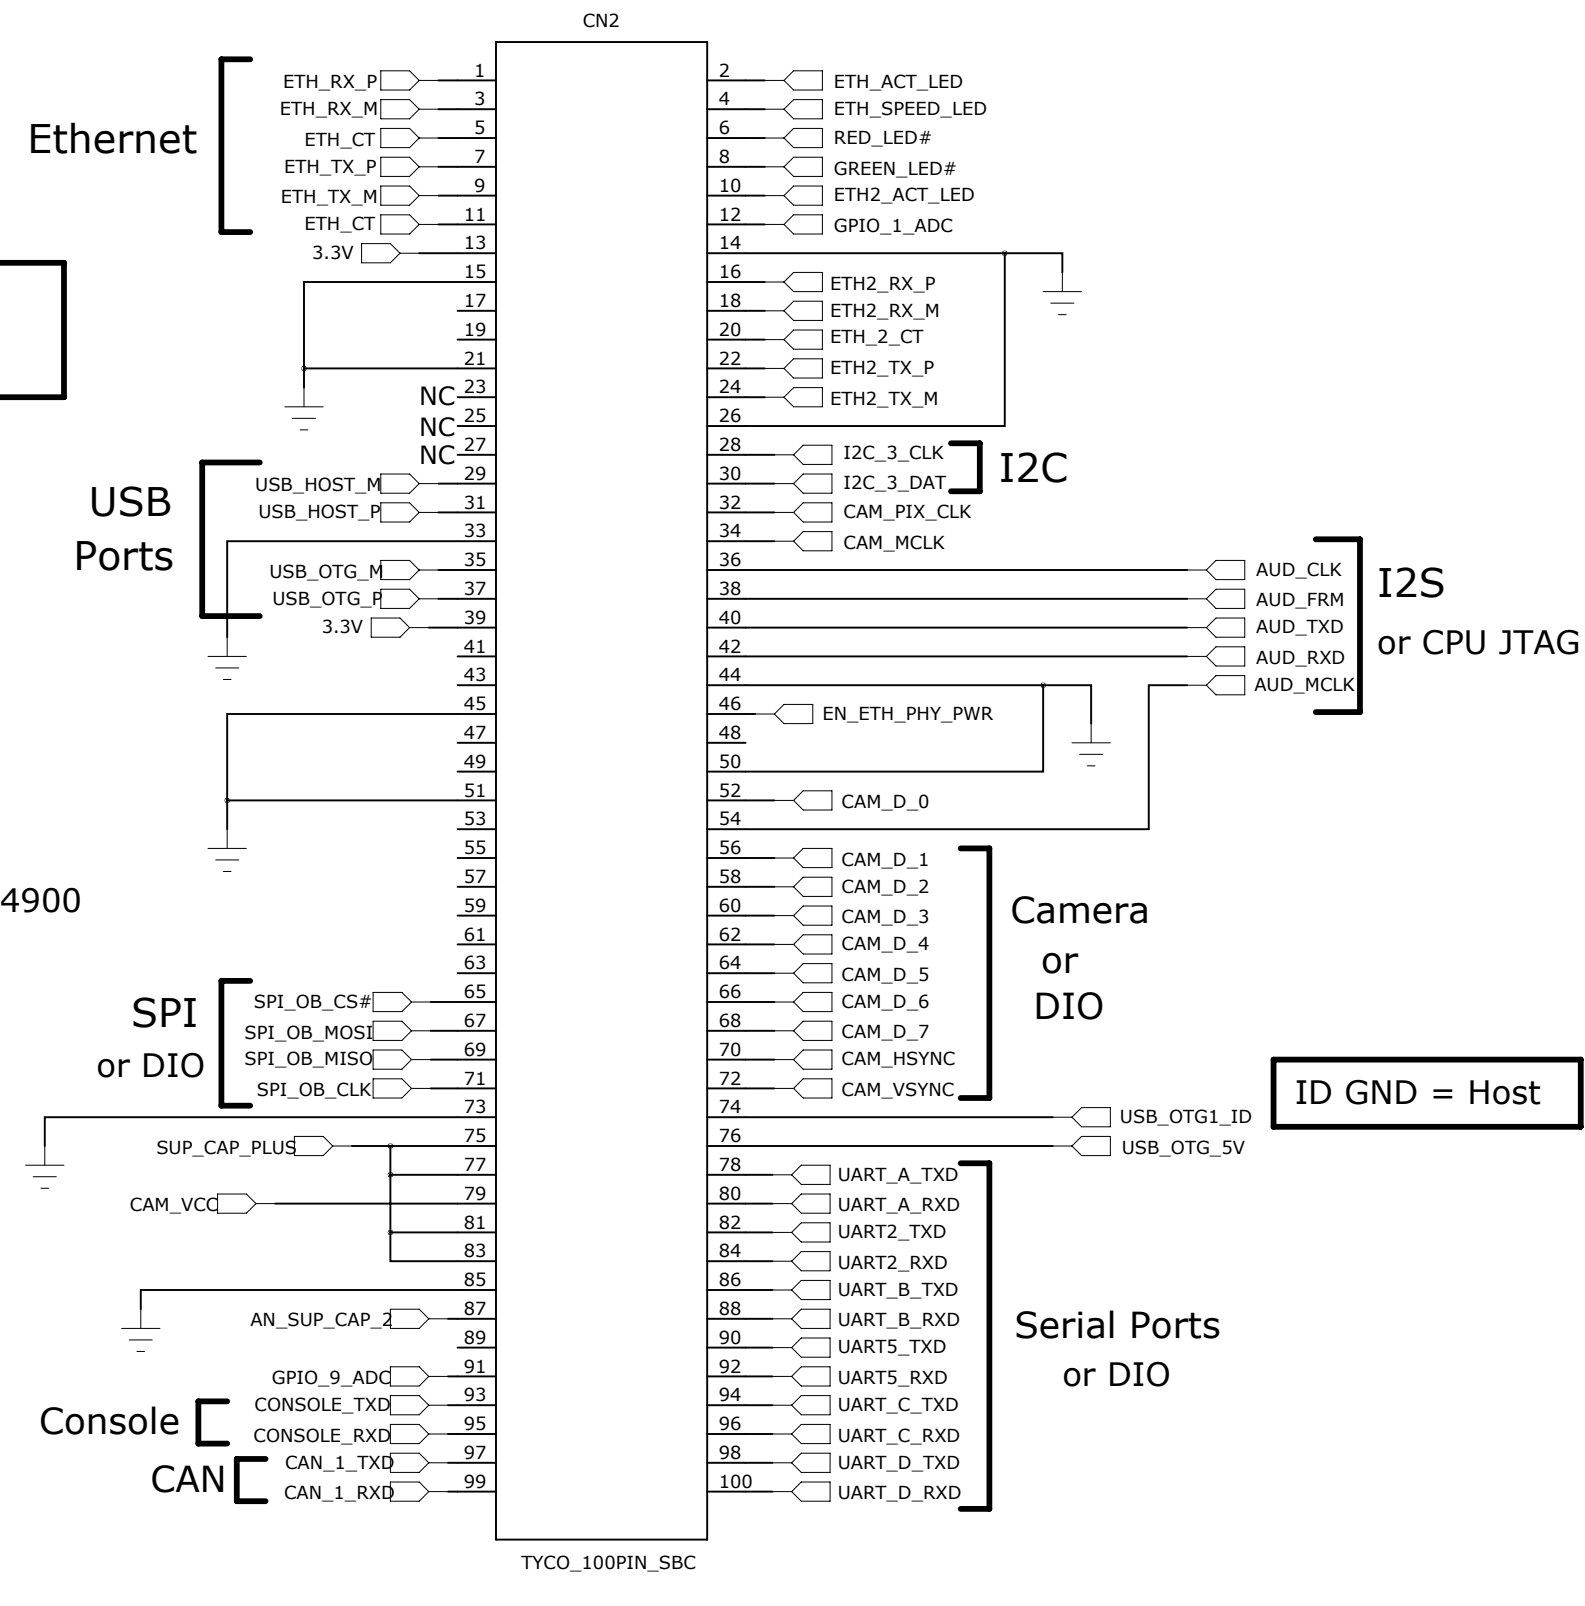 CN2
Ethernet
ETH_RX_P 1
ETH_RX_M 3
ETH_CT 5
ETH_TX_P 7
ETH_TX_M 9
ETH_CT 11
3.3V 13
15
17
19
21
NC 23
NC 25
NC 27
USB
Ports
USB_HOST_M 29
USB_HOST_P 31
33
USB_OTG_M 35
USB_OTG_P 37
3.3V 39
41
43
45
47
49
51
53
55
57
4900
59
61
63
SPI
or DIO
SPI_OB_CS# 65
SPI_OB_MOSI 67
SPI_OB_MISO 69
SPI_OB_CLK 71
73
SUP_CAP_PLUS 75
77
CAM_VCC 79
81
83
85
AN_SUP_CAP_2 87
89
GPIO_9_ADC 91
Console
CONSOLE_TXD 93
CONSOLE_RXD 95
CAN
CAN_1_TXD 97
CAN_1_RXD 99
2 ETH_ACT_LED
4 ETH_SPEED_LED
6 RED_LED#
8 GREEN_LED#
10 ETH2_ACT_LED
12 GPIO_1_ADC
14
16 ETH2_RX_P
18 ETH2_RX_M
20 ETH_2_CT
22 ETH2_TX_P
24 ETH2_TX_M
26
28 I2C_3_CLK
30 I2C_3_DAT
I2C
32 CAM_PIX_CLK
34 CAM_MCLK
36 AUD_CLK
38 AUD_FRM
40 AUD_TXD
42 AUD_RXD
44 AUD_MCLK
I2S
or CPU JTAG
46 EN_ETH_PHY_PWR
48
50
52 CAM_D_0
54
56 CAM_D_1
58 CAM_D_2
60 CAM_D_3
62 CAM_D_4
64 CAM_D_5
66 CAM_D_6
68 CAM_D_7
70 CAM_HSYNC
72 CAM_VSYNC
Camera
or
DIO
74 USB_OTG1_ID
76 USB_OTG_5V
ID GND = Host
78 UART_A_TXD
80 UART_A_RXD
82 UART2_TXD
84 UART2_RXD
86 UART_B_TXD
88 UART_B_RXD
90 UART5_TXD
92 UART5_RXD
94 UART_C_TXD
96 UART_C_RXD
98 UART_D_TXD
100 UART_D_RXD
Serial Ports
or DIO
TYCO_100PIN_SBC